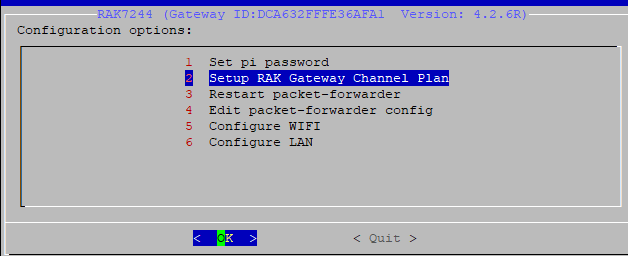 RAK7244 (Gateway ID:DCA632FFFE36AFA1  Version: 4.2.6R)
Configuration options:
1  Set pi password
2  Setup RAK Gateway Channel Plan
3  Restart packet-forwarder
4  Edit packet-forwarder config
5  Configure WIFI
6  Configure LAN
<  OK  >    < Quit >